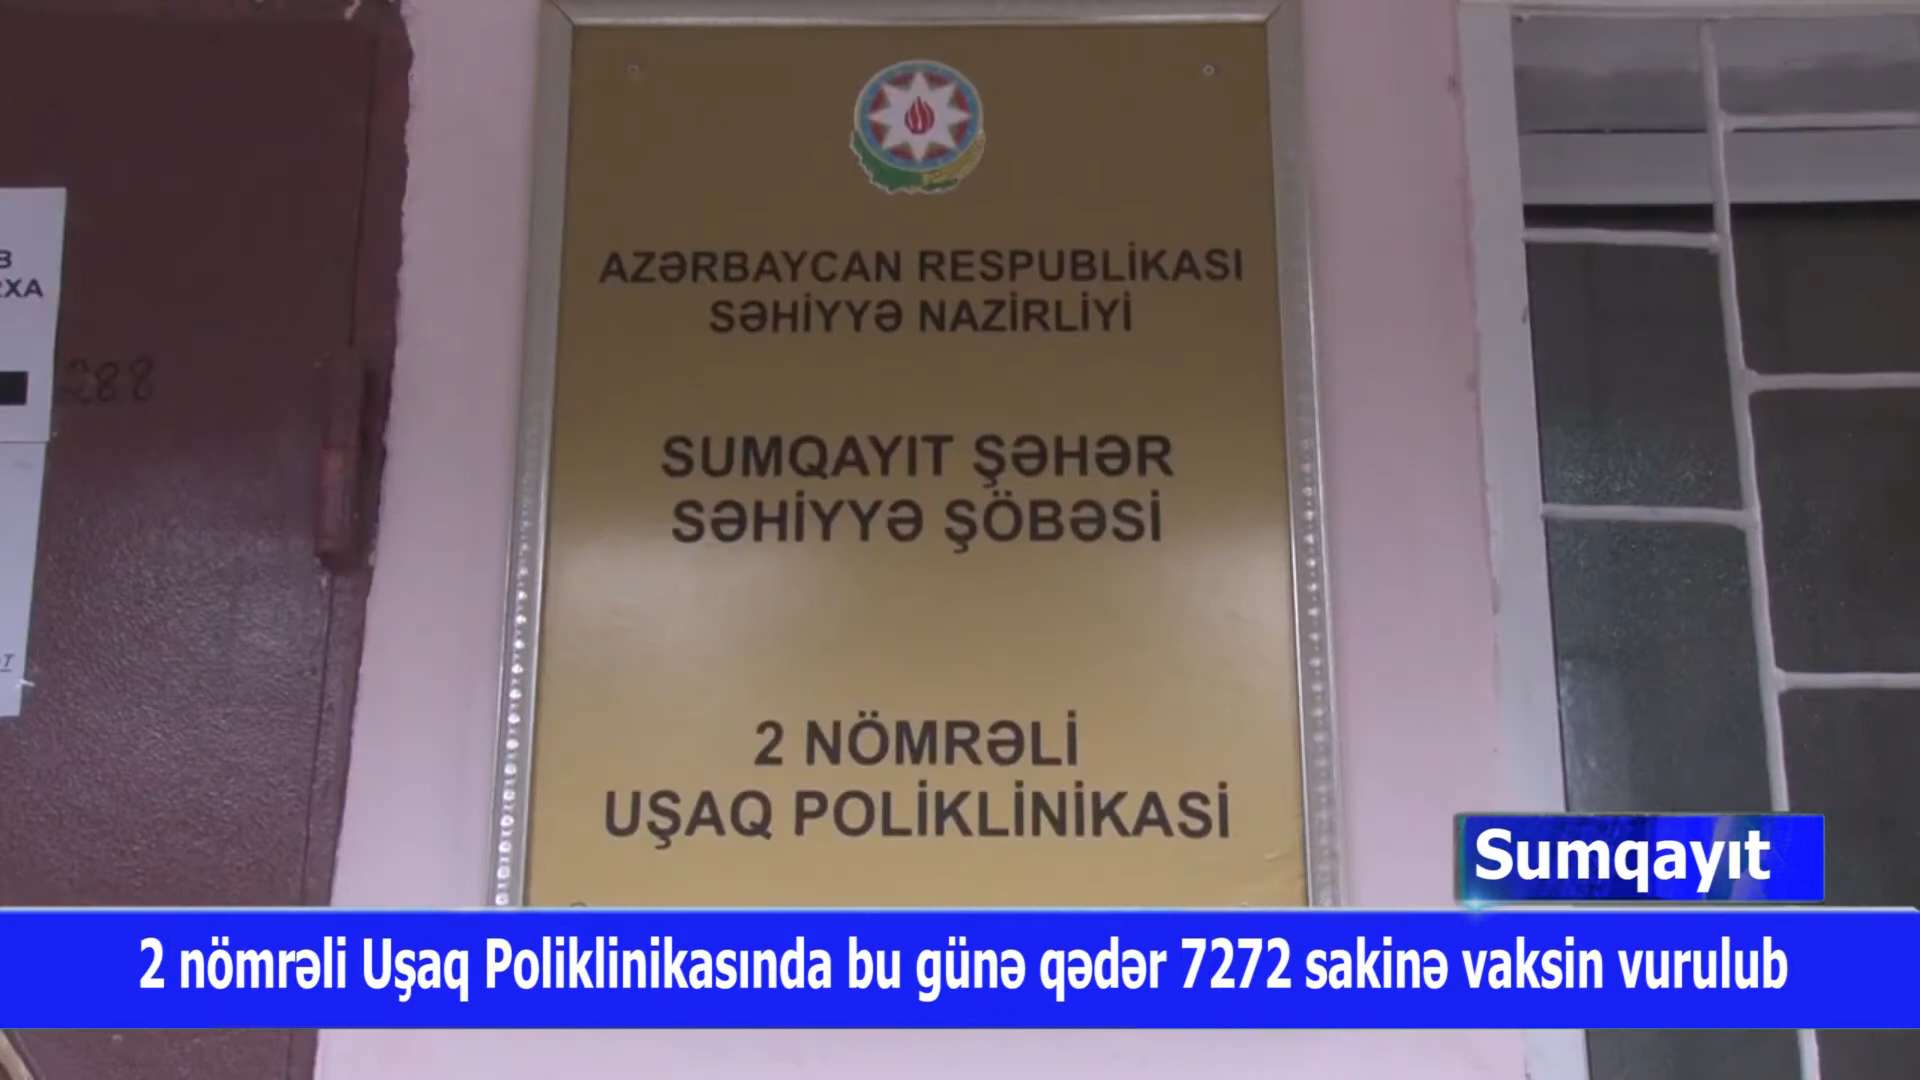 AZƏRBAYCAN RESPUBLİKASI
SƏHİYYƏ NAZİRLİYİ
SUMQAYIT ŞƏHƏR
SƏHİYYƏ ŞÖBƏSİ
2 NÖMRƏLİ
UŞAQ POLİKLİNİKASİ
288
Sumqayıt
2 nömrəli Uşaq Poliklinikasında bu günə qədər 7272 sakinə vaksin vurulub